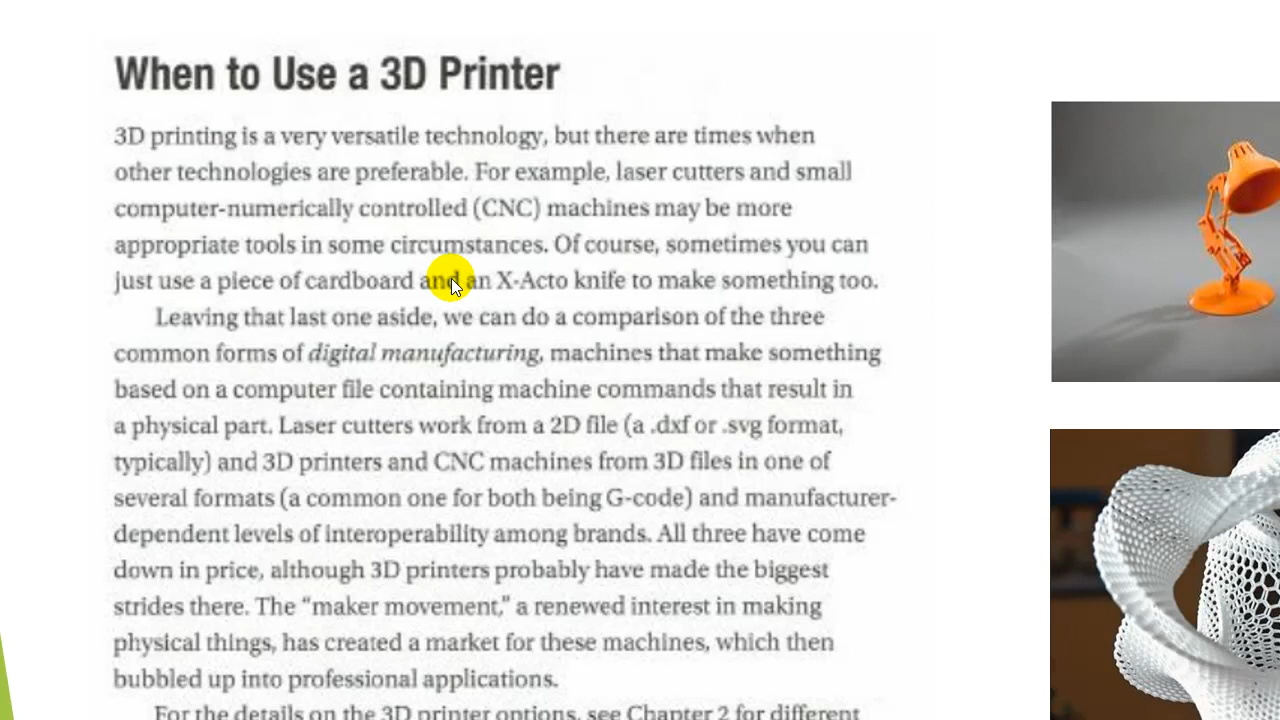 When to Use a 3D Printer
3D printing is a very versatile technology, but there are times when
other technologies are preferable. For example, laser cutters and small
computer-numerically controlled (CNC) machines may be more
appropriate tools in some circumstances. Of course, sometimes you can
just use a piece of cardboard and an X-Acto knife to make something too.
Leaving that last one aside, we can do a comparison of the three
common forms of digital manufacturing, machines that make something
based on a computer file containing machine commands that result in
a physical part. Laser cutters work from a 2D file (a .dxf or .svg format,
typically) and 3D printers and CNC machines from 3D files in one of
several formats (a common one for both being G-code) and manufacturer-
dependent levels of interoperability among brands. All three have come
down in price, although 3D printers probably have made the biggest
strides there. The “maker movement,” a renewed interest in making
physical things, has created a market for these machines, which then
bubbled up into professional applications.
For the details on the 3D printer options, see Chapter 2 for different